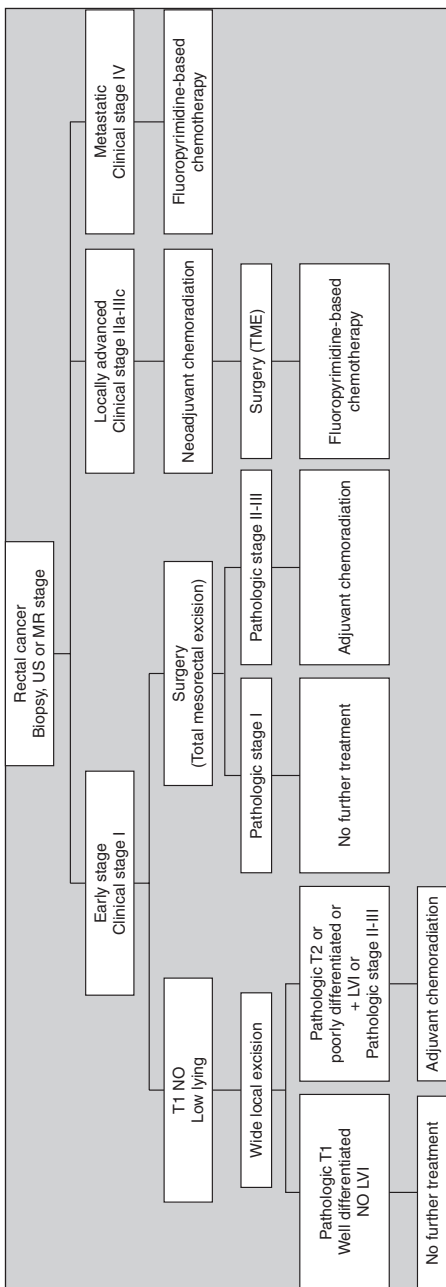 Rectal cancer
Biopsy, US or MR stage
Early stage
Clinical stage I
Locally advanced
Clinical stage IIa-IIIc
Metastatic
Clinical stage IV
T1 NO
Low lying
Surgery
(Total mesorectal excision)
Neoadjuvant chemoradiation
Fluoropyrimidine-based
chemotherapy
Wide local excision
Pathologic stage I
Pathologic stage II-III
Surgery (TME)
Pathologic T1
Well differentiated
NO LVI
Pathologic T2 or
poorly differentiated or
+ LVI or
Pathologic stage II-III
No further treatment
Adjuvant chemoradiation
Fluoropyrimidine-based
chemotherapy
No further treatment
Adjuvant chemoradiation